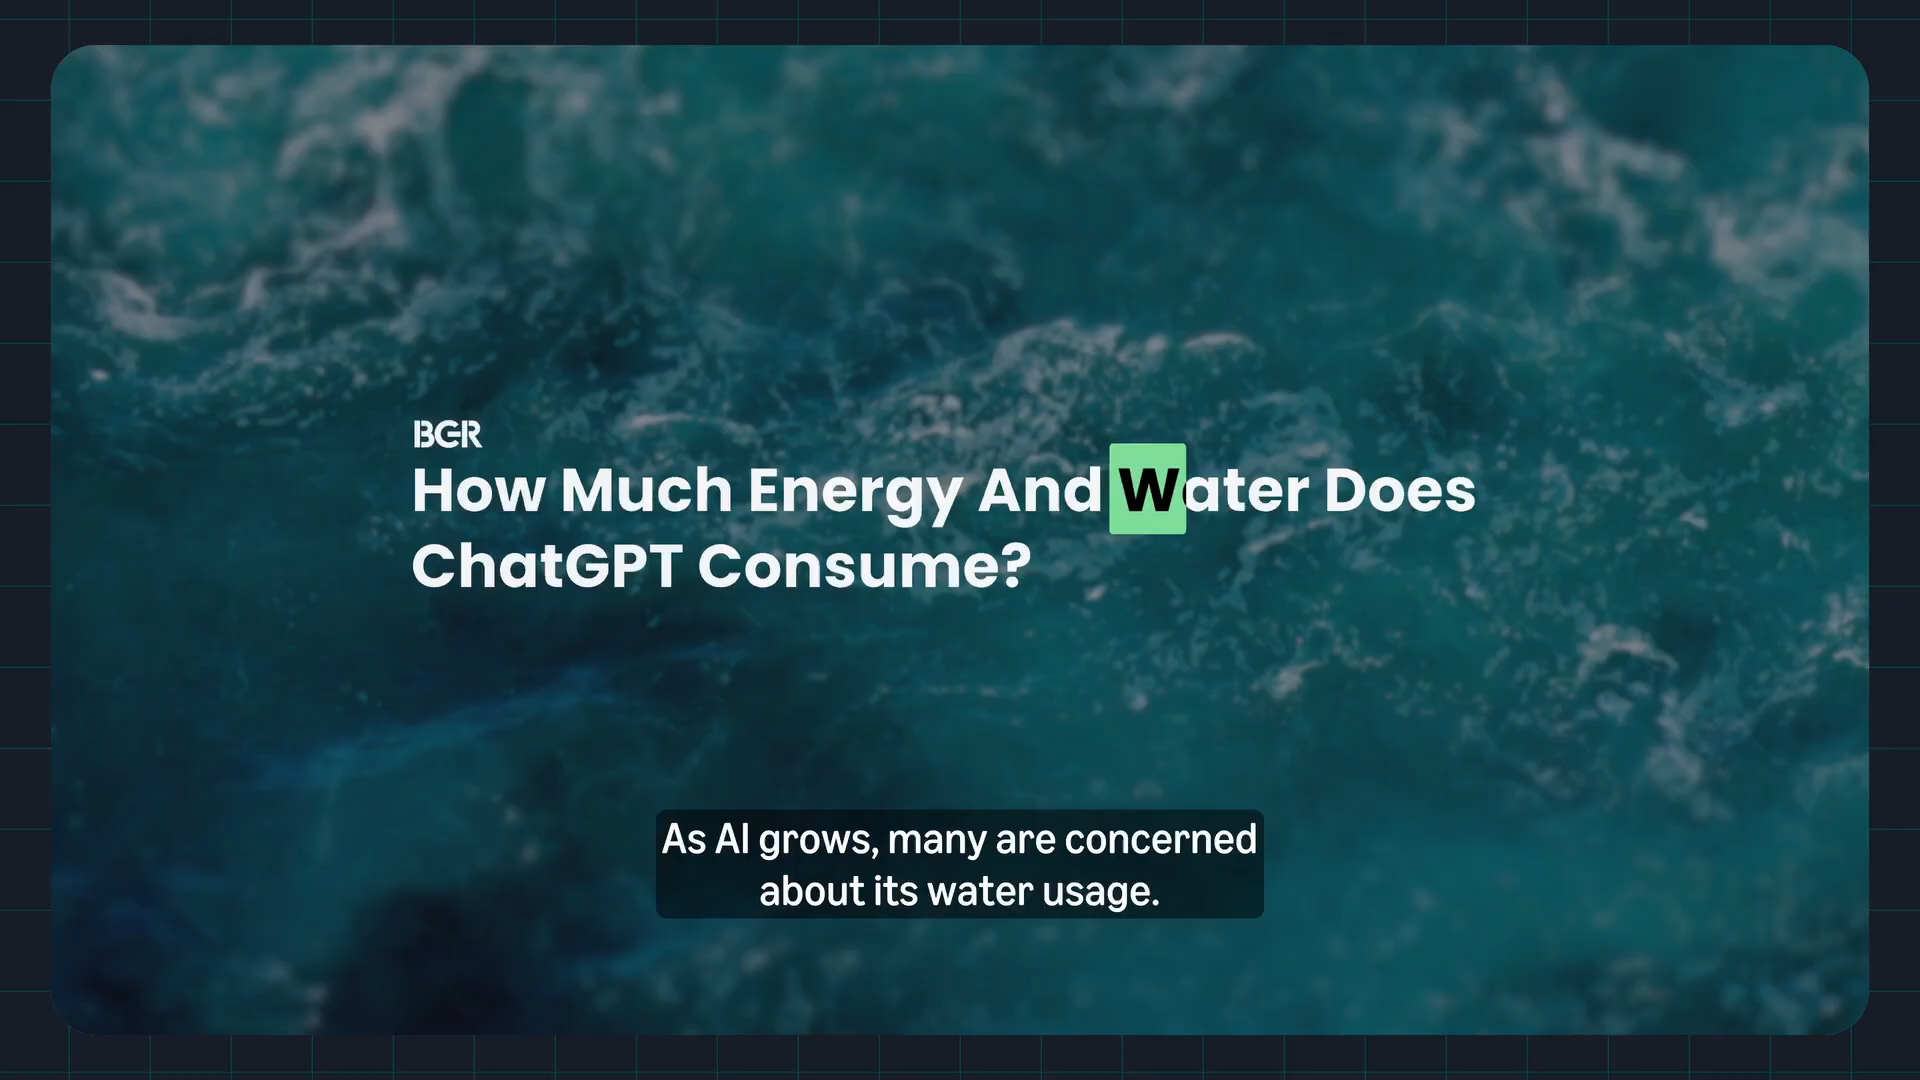 BGR
How Much Energy And Water Does
ChatGPT Consume?
As AI grows, many are concerned
about its water usage.